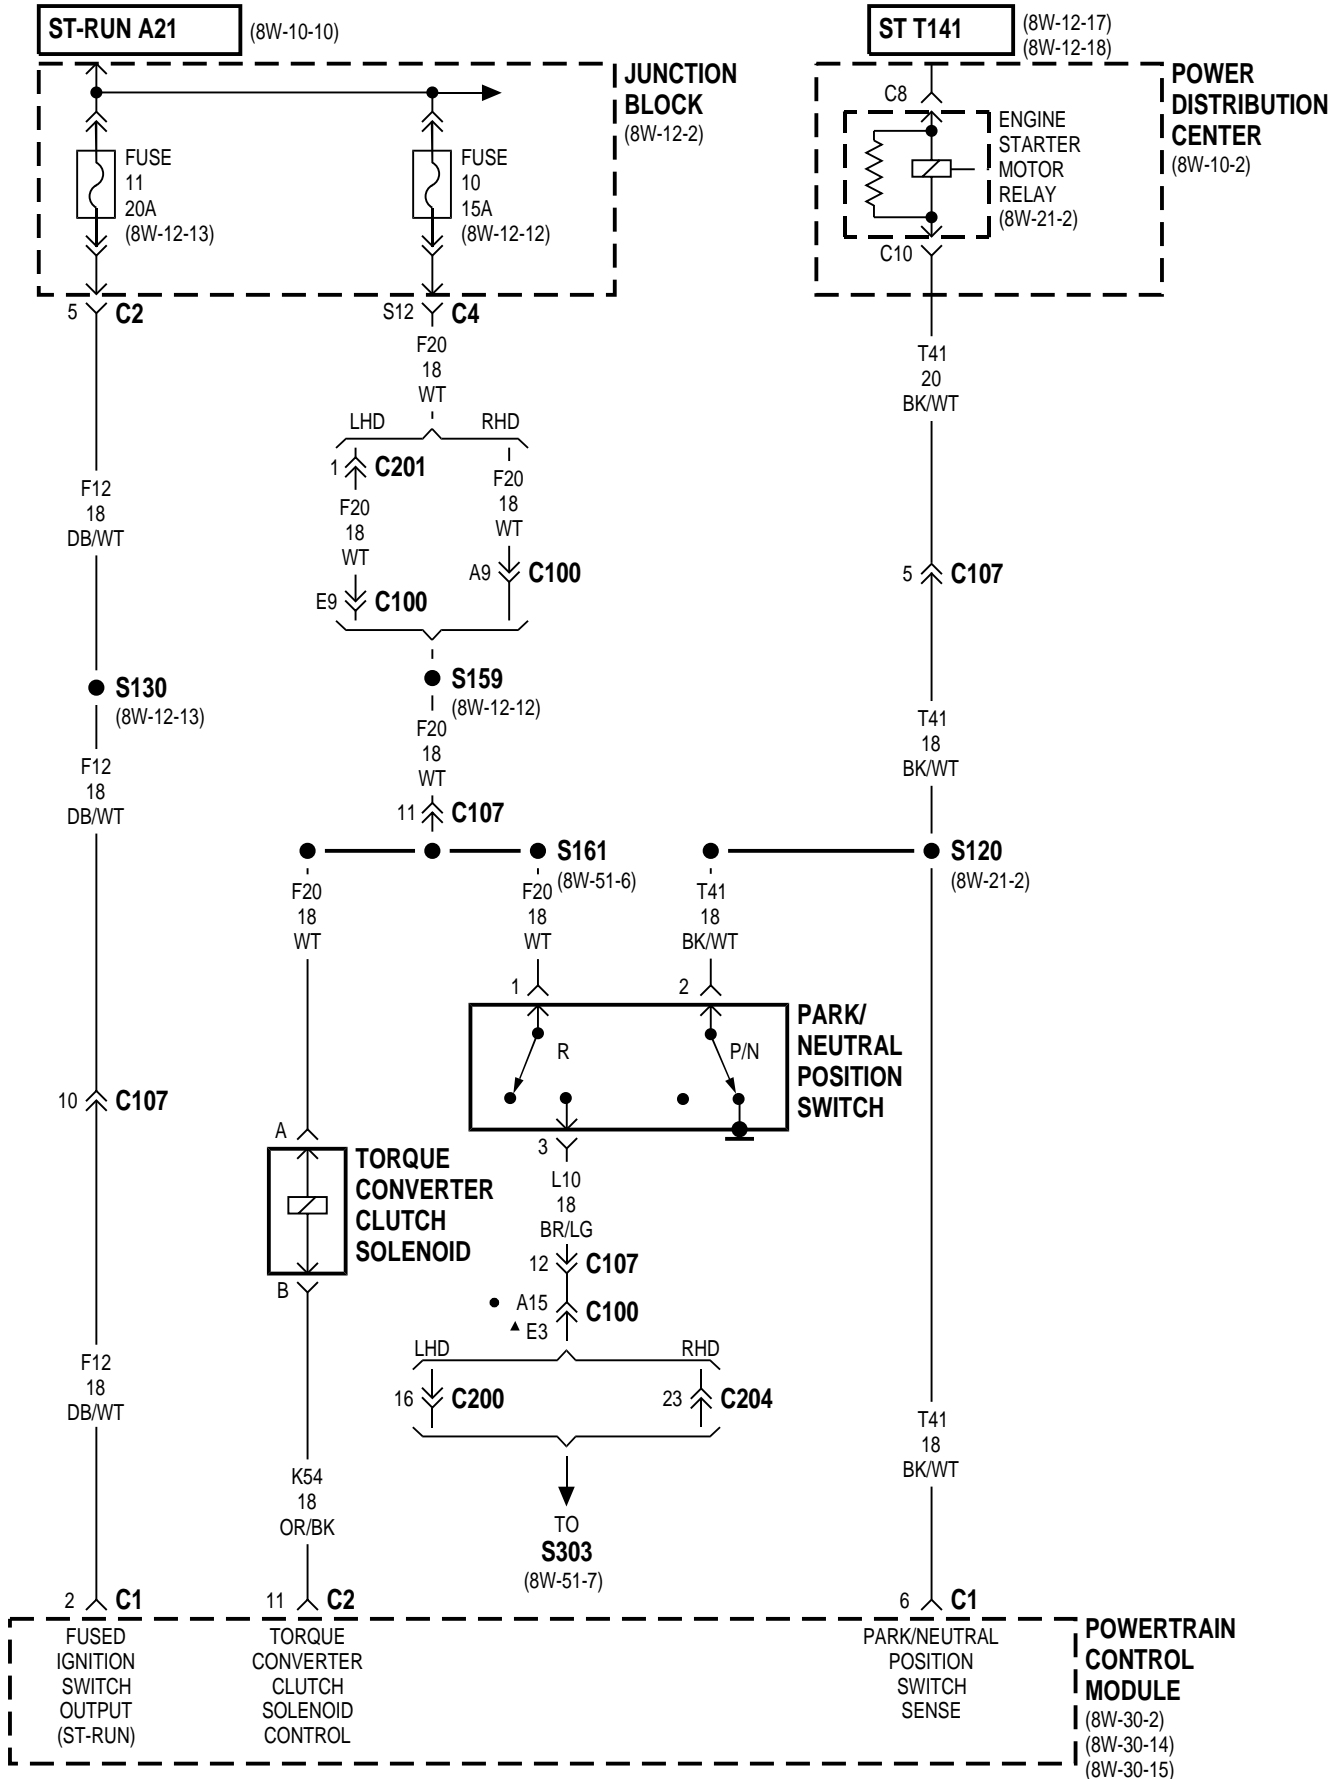 ST-RUN A21
(8W-10-10)
ST T141
(8W-12-17)
(8W-12-18)
JUNCTION
BLOCK
(8W-12-2)
POWER
DISTRIBUTION
CENTER
(8W-10-2)
FUSE
11
20A
(8W-12-13)
FUSE
10
15A
(8W-12-12)
C8
ENGINE
STARTER
MOTOR
RELAY
(8W-21-2)
C10
5 C2
S12 C4
F20
18
WT
T41
20
BK/WT
LHD
RHD
1 C201
F20
18
WT
F20
18
WT
F12
18
DB/WT
A9 C100
E9 C100
5 C107
S130
(8W-12-13)
S159
(8W-12-12)
F20
18
WT
T41
18
BK/WT
F12
18
DB/WT
11 C107
S161
(8W-51-6)
S120
(8W-21-2)
F20
18
WT
F20
18
WT
T41
18
BK/WT
1
2
R
P/N
PARK/
NEUTRAL
POSITION
SWITCH
10 C107
A
3
TORQUE
CONVERTER
CLUTCH
SOLENOID
L10
18
BR/LG
B
12 C107
A15 C100
E3
LHD
RHD
F12
18
DB/WT
16 C200
23 C204
T41
18
BK/WT
K54
18
OR/BK
TO
S303
(8W-51-7)
2 C1
11 C2
6 C1
FUSED
IGNITION
SWITCH
OUTPUT
(ST-RUN)
TORQUE
CONVERTER
CLUTCH
SOLENOID
CONTROL
PARK/NEUTRAL
POSITION
SWITCH
SENSE
POWERTRAIN
CONTROL
MODULE
(8W-30-2)
(8W-30-14)
(8W-30-15)